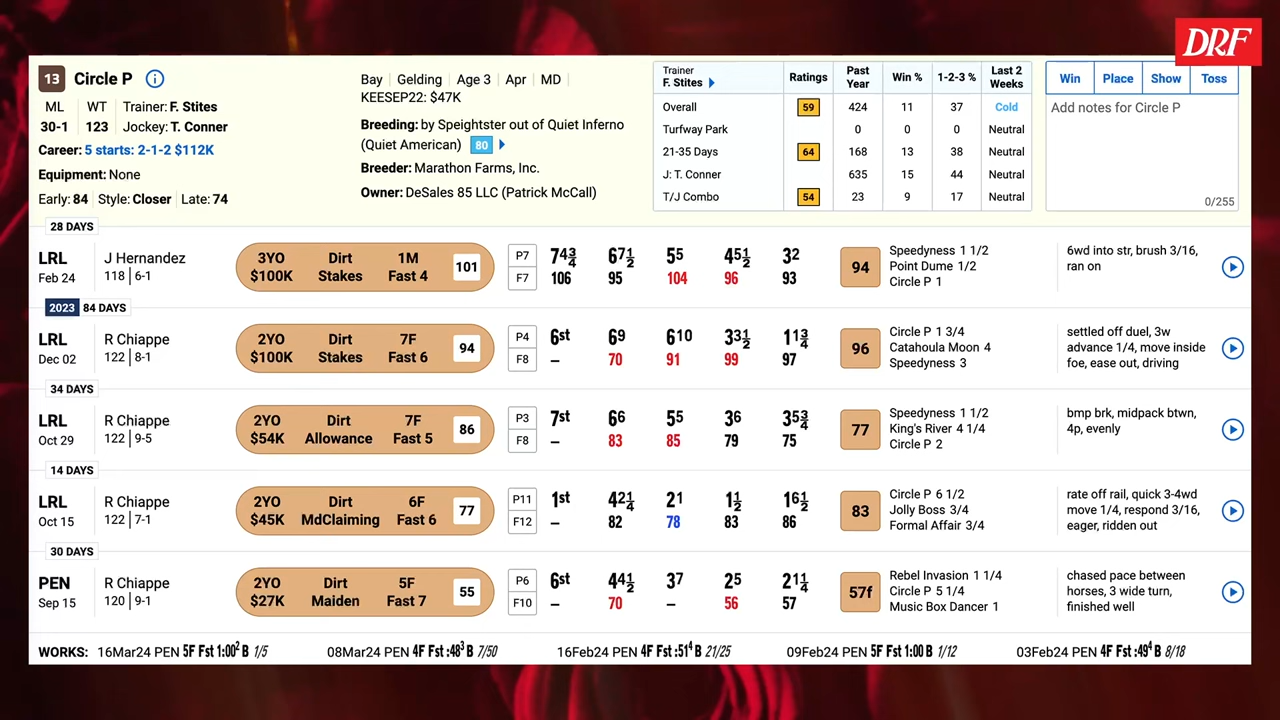 DRF
13 Circle P i
ML WT Trainer: F. Stites
30-1 123 Jockey: T. Conner
Career: 5 starts: 2-1-2 $112K
Equipment: None
Early: 84 Style: Closer Late: 74
Bay Gelding Age 3 Apr MD
KEESEP22: $47K
Breeding: by Speightster out of Quiet Inferno
(Quiet American) 80
Breeder: Marathon Farms, Inc.
Owner: DeSales 85 LLC (Patrick McCall)
Trainer F. Stites Ratings Past Year Win % 1-2-3 % Last 2 Weeks
Overall 59 424 11 37 Cold
Turfway Park 0 0 0 Neutral
21-35 Days 64 168 13 38 Neutral
J: T. Conner 635 15 44 Neutral
T/J Combo 54 23 9 17 Neutral
Win Place Show Toss
Add notes for Circle P
0/255
28 DAYS
LRL J Hernandez 3YO Dirt 1M 101 P7 7 4 3/4 6 7 1/2 5 5 4 5 1/2 3 2 94 Speedyness 1 1/2 6wd into str, brush 3/16,
Feb 24 118 6-1 $100K Stakes Fast 4 F7 106 95 104 96 93 Point Dume 1/2 ran on
Circle P 1
2023 84 DAYS
LRL R Chiappe 2YO Dirt 7F 94 P4 6st 6 9 6 10 3 3 1/2 1 1 3/4 96 Circle P 1 3/4 settled off duel, 3w
Dec 02 122 8-1 $100K Stakes Fast 6 F8 – 70 91 99 97 Catahoula Moon 4 advance 1/4, move inside
Speedyness 3 foe, ease out, driving
34 DAYS
LRL R Chiappe 2YO Dirt 7F 86 P3 7st 6 6 5 5 3 6 3 5 3/4 77 Speedyness 1 1/2 bmp brk, midpack btwn,
Oct 29 122 9-5 $54K Allowance Fast 5 F8 – 83 85 79 75 King's River 4 1/4 4p, evenly
Circle P 2
14 DAYS
LRL R Chiappe 2YO Dirt 6F 77 P11 1st 4 2 1/4 2 1 1 1/2 1 6 1/2 83 Circle P 6 1/2 rate off rail, quick 3-4wd
Oct 15 122 7-1 $45K MdClaiming Fast 6 F12 – 82 78 83 86 Jolly Boss 3/4 move 1/4, respond 3/16,
Formal Affair 3/4 eager, ridden out
30 DAYS
PEN R Chiappe 2YO Dirt 5F 55 P6 6st 4 4 1/2 3 7 2 5 2 1 1/4 57f Rebel Invasion 1 1/4 chased pace between
Sep 15 120 9-1 $27K Maiden Fast 7 F10 – 70 – 56 57 Circle P 5 1/4 horses, 3 wide turn,
Music Box Dancer 1 finished well
WORKS: 16Mar24 PEN 5F Fst 1:00² B 1/5 08Mar24 PEN 4F Fst :48³ B 7/50 16Feb24 PEN 4F Fst :51⁴ B 21/25 09Feb24 PEN 5F Fst 1:00 B 1/12 03Feb24 PEN 4F Fst :49⁴ B 8/18